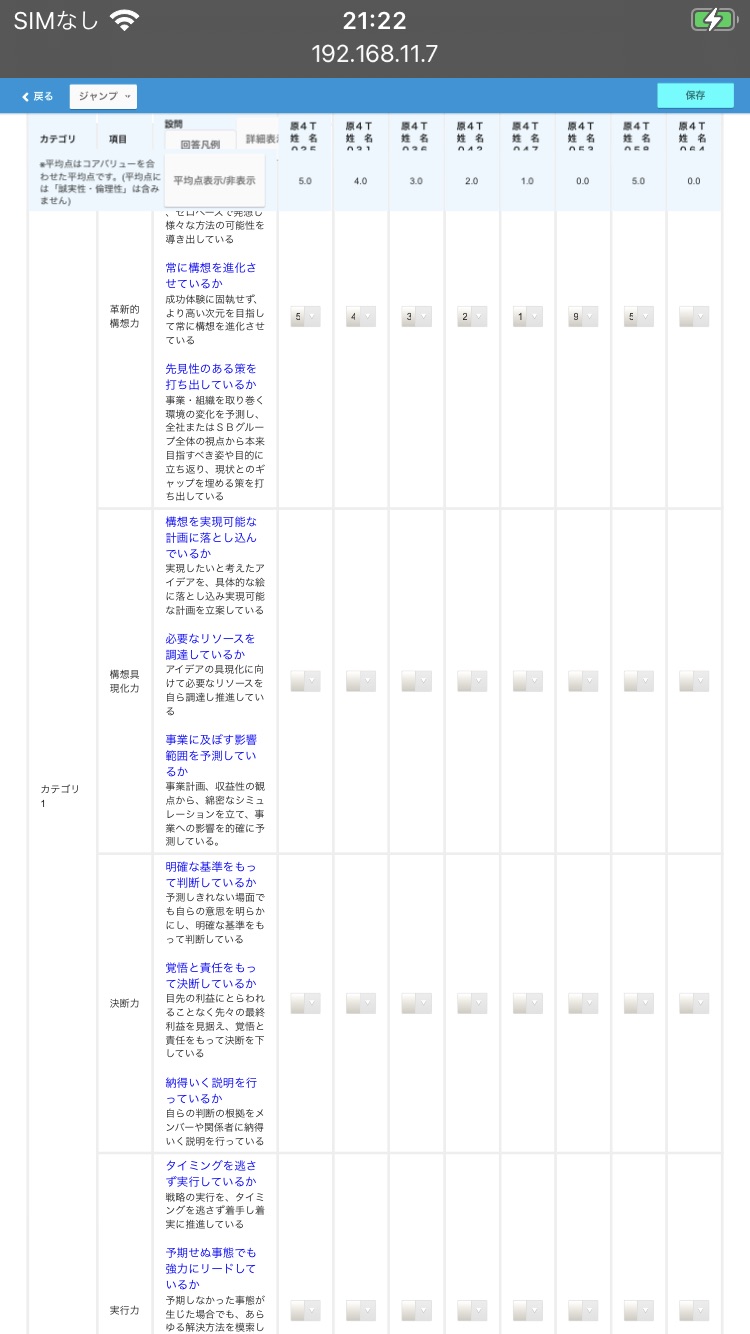 SIMなし 21:22
192.168.11.7
戻る ジャンプ 保存
カテゴリ 項目 設問
回答凡例
原４T 原４T 原４T 原４T 原４T 原４T 原４T 原４T
姓 名 姓 名 姓 名 姓 名 姓 名 姓 名 姓 名 姓 名
※平均点はコアバリューを合
わせた平均点です。(平均点に
は「誠実性・倫理性」は含み
ません)
平均点表示/非表示
5.0 4.0 3.0 2.0 1.0 0.0 5.0 0.0
カテゴリ
1
革新的
構想力
、ゼロベースで発想し
様々な方法の可能性を
導き出している
常に構想を進化さ
せているか
成功体験に固執せず、
より高い次元を目指し
て常に構想を進化させ
ている
先見性のある策を
打ち出しているか
事業・組織を取り巻く
環境の変化を予測し、
全社またはＳＢグルー
プ全体の視点から本来
目指すべき姿や目的に
立ち返り、現状とのギ
ャップを埋める策を打
ち出している
5 4 3 2 1 9 5
構想具
現化力
構想を実現可能な
計画に落とし込ん
でいるか
実現したいと考えたア
イデアを、具体的な絵
に落とし込み実現可能
な計画を立案している
必要なリソースを
調達しているか
アイデアの具現化に向
けて必要なリソースを
自ら調達し推進してい
る
事業に及ぼす影響
範囲を予測してい
るか
事業計画、収益性の観
点から、綿密なシミュ
レーションを立て、事
業への影響を的確に予
測している。
決断力
明確な基準をもっ
て判断しているか
予測しきれない場面で
も自らの意思を明らか
にし、明確な基準をも
って判断している
覚悟と責任をもっ
て決断しているか
目先の利益にとらわれ
ることなく先々の最終
利益を見据え、覚悟と
責任をもって決断を下
している
納得いく説明を行
っているか
自らの判断の根拠をメ
ンバーや関係者に納得
いく説明を行っている
実行力
タイミングを逃さ
ず実行しているか
戦略の実行を、タイミ
ングを逃さず着手し着
実に推進している
予期せぬ事態でも
強力にリードして
いるか
予期しなかった事態が
生じた場合でも、あら
ゆる解決方法を模索し